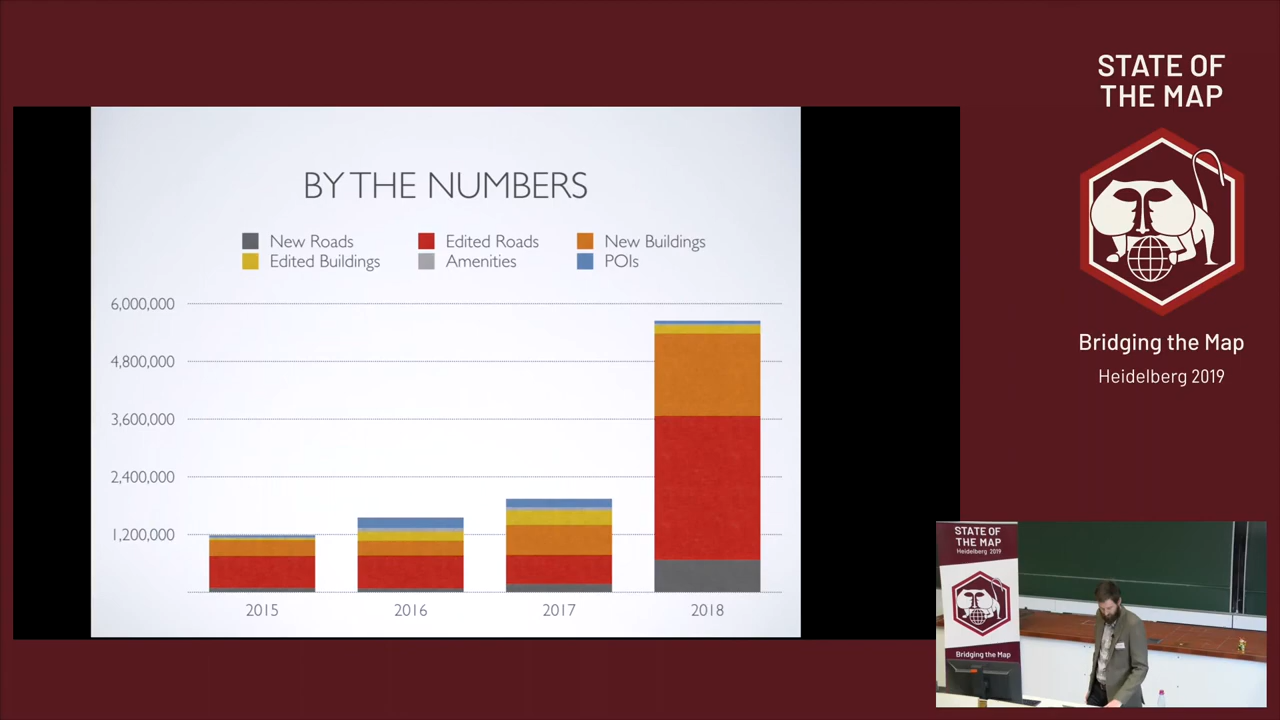 STATE OF
THE MAP
Bridging the Map
Heidelberg 2019
BY THE NUMBERS
New Roads
Edited Roads
New Buildings
Edited Buildings
Amenities
POIs
6,000,000
4,800,000
3,600,000
2,400,000
1,200,000
2015
2016
2017
2018
STATE OF
THE MAP
Heidelberg 2019
Bridging the Map